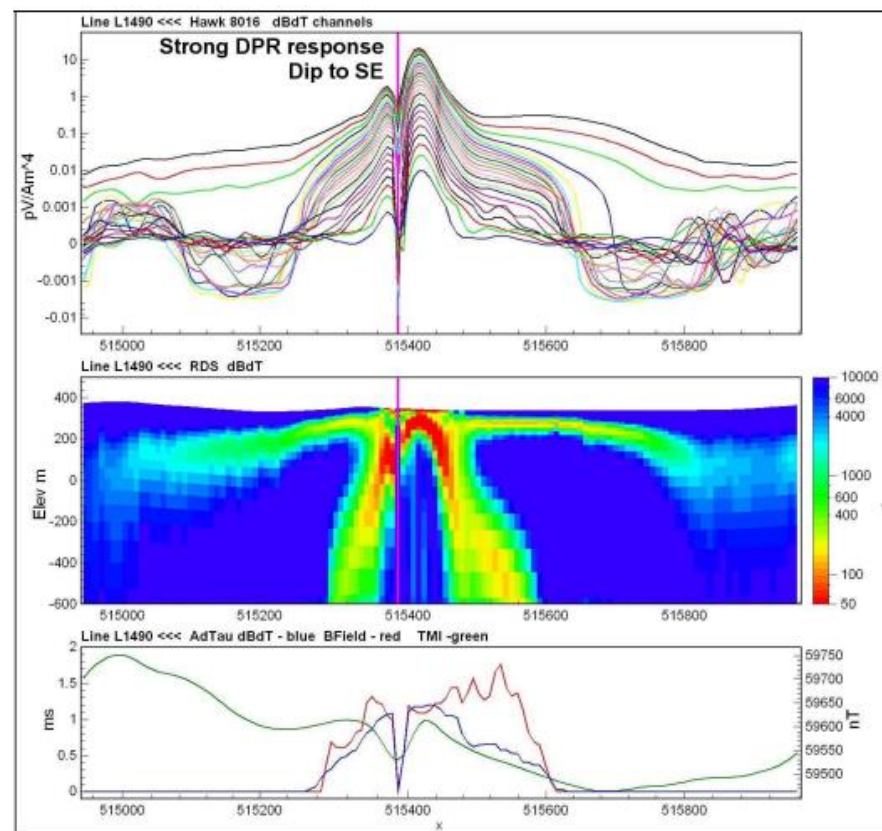 Line L1490 <<< Hawk 8016 dBdT channels
Strong DPR response
Dip to SE
pV/Am^4
10
1
0.1
0.01
0.001
0
-0.001
-0.01
515000 515200 515400 515600 515800
Line L1490 <<< RDS dBdT
Elev m
400
200
0
-200
-400
-600
515000 515200 515400 515600 515800
10000
4000
1000
600
400
100
50
Line L1490 <<< AdTau dBdT - blue BField - red TMI -green
ms
2
1.5
1
0.5
0
59750
59700
59650
59600
59550
59500
nT
515000 515200 515400 515600 515800
x